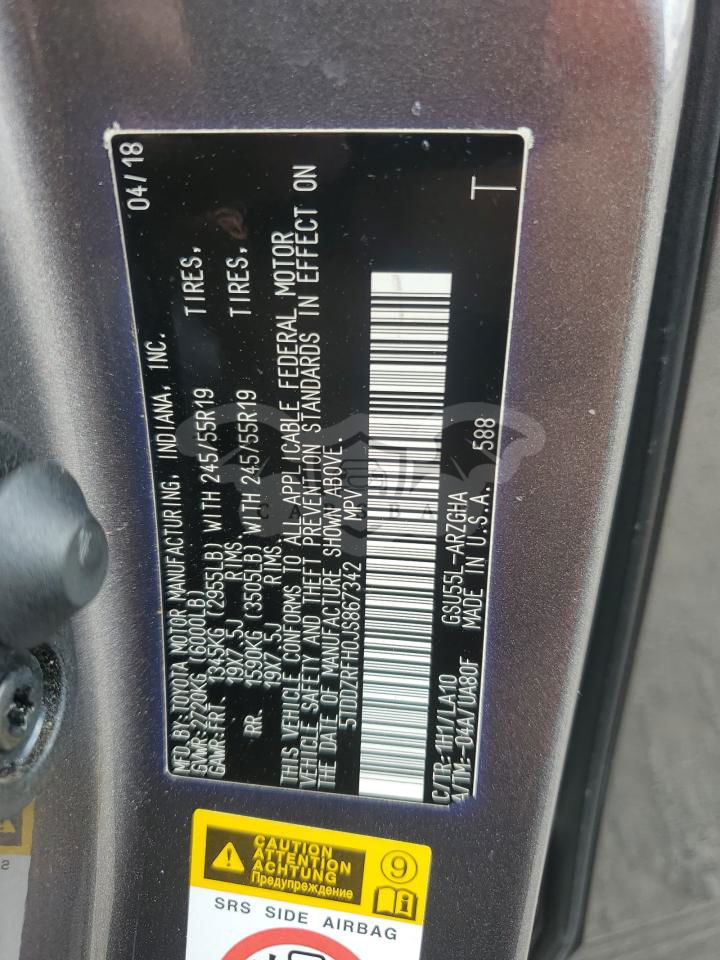 MFD.BY:TOYOTA MOTOR MANUFACTURING, INDIANA, INC. 04/18
GVWR:2720KG (6000LB)
GAWR:FRT 1345KG (2955LB) WITH 245/55R19 TIRES,
19X7.5J RIMS
RR. 1590KG (3505LB) WITH 245/55R19 TIRES,
19X7.5J RIMS
THIS VEHICLE CONFORMS TO ALL APPLICABLE FEDERAL MOTOR
VEHICLE SAFETY AND THEFT PREVENTION STANDARDS IN EFFECT ON
THE DATE OF MANUFACTURE SHOWN ABOVE.
5TDDZRFH0JS867342 MPV
C/TR:1H1/LA10 GSU55L-ARZGHA
A/TM:-04A/UA80F MADE IN U.S.A. 588 T
CAUTION
ATTENTION
ACHTUNG
Предупреждение
9
i
SRS SIDE AIRBAG